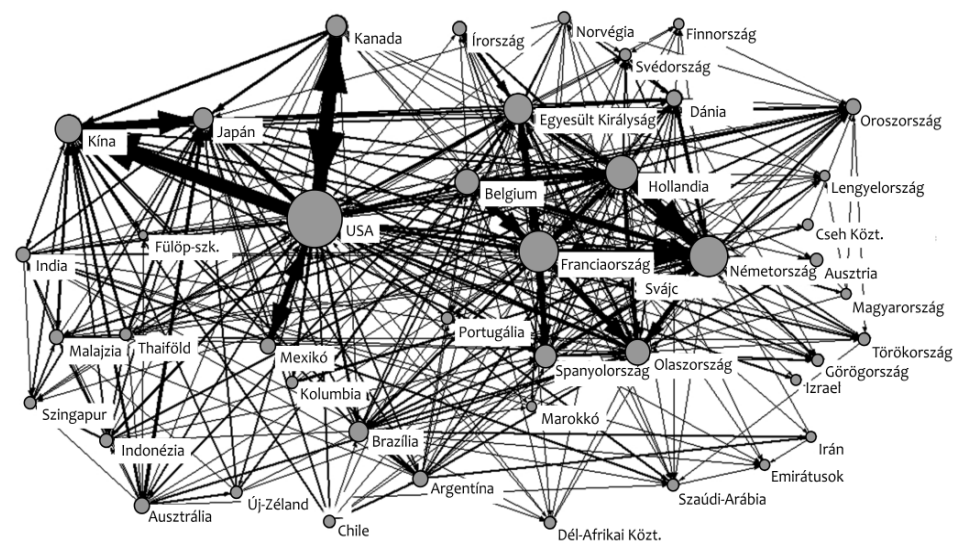 Kanada
Írország
Norvégia
Finnország
Svédország
Kína
Japán
Egyesült Királyság
Dánia
Oroszország
Belgium
Hollandia
Lengyelország
USA
Cseh Közt.
India
Fülöp-szk.
Franciaország
Németország
Ausztria
Svájc
Magyarország
Malajzia
Thaiföld
Mexikó
Portugália
Spanyolország
Olaszország
Törökország
Görögország
Izrael
Kolumbia
Szingapur
Marokkó
Indonézia
Brazília
Irán
Emirátusok
Argentína
Szaúdi-Arábia
Ausztrália
Új-Zéland
Chile
Dél-Afrikai Közt.